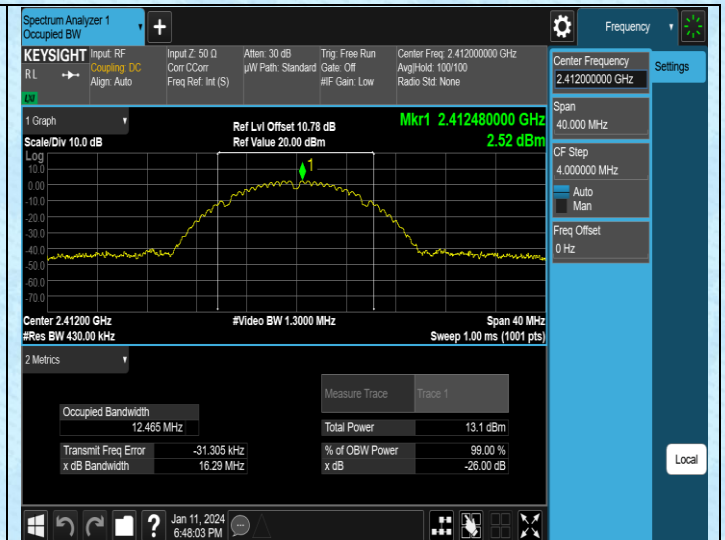 Spectrum Analyzer 1
Occupied BW
Frequency
KEYSIGHT
RL
LXI
Input: RF
Coupling: DC
Align: Auto
Input Z: 50 Ω
Corr CCorr
Freq Ref: Int (S)
Atten: 30 dB
µW Path: Standard
Trig: Free Run
Gate: Off
#IF Gain: Low
Center Freq: 2.412000000 GHz
Avg|Hold: 100/100
Radio Std: None
1 Graph
Scale/Div 10.0 dB
Ref Lvl Offset 10.78 dB
Ref Value 20.00 dBm
Mkr1 2.412480000 GHz
2.52 dBm
Log
10.0
0.00
-10.0
-20.0
-30.0
-40.0
-50.0
-60.0
-70.0
1
Center 2.41200 GHz
#Res BW 430.00 kHz
#Video BW 1.3000 MHz
Span 40 MHz
Sweep 1.00 ms (1001 pts)
2 Metrics
Measure Trace Trace 1
Occupied Bandwidth
12.465 MHz
Total Power 13.1 dBm
Transmit Freq Error -31.305 kHz
% of OBW Power 99.00 %
x dB Bandwidth 16.29 MHz
x dB -26.00 dB
Center Frequency
2.412000000 GHz
Settings
Span
40.000 MHz
CF Step
4.000000 MHz
Auto
Man
Freq Offset
0 Hz
Local
?
Jan 11, 2024
6:48:03 PM